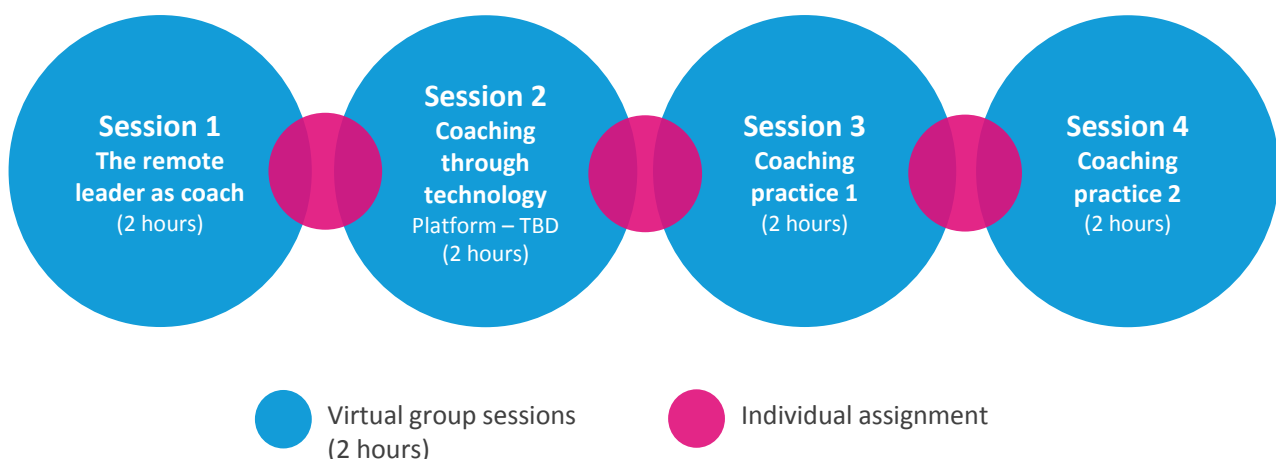 Session 1
The remote
leader as coach
(2 hours)
Session 2
Coaching
through
technology
Platform – TBD
(2 hours)
Session 3
Coaching
practice 1
(2 hours)
Session 4
Coaching
practice 2
(2 hours)
Virtual group sessions
(2 hours)
Individual assignment